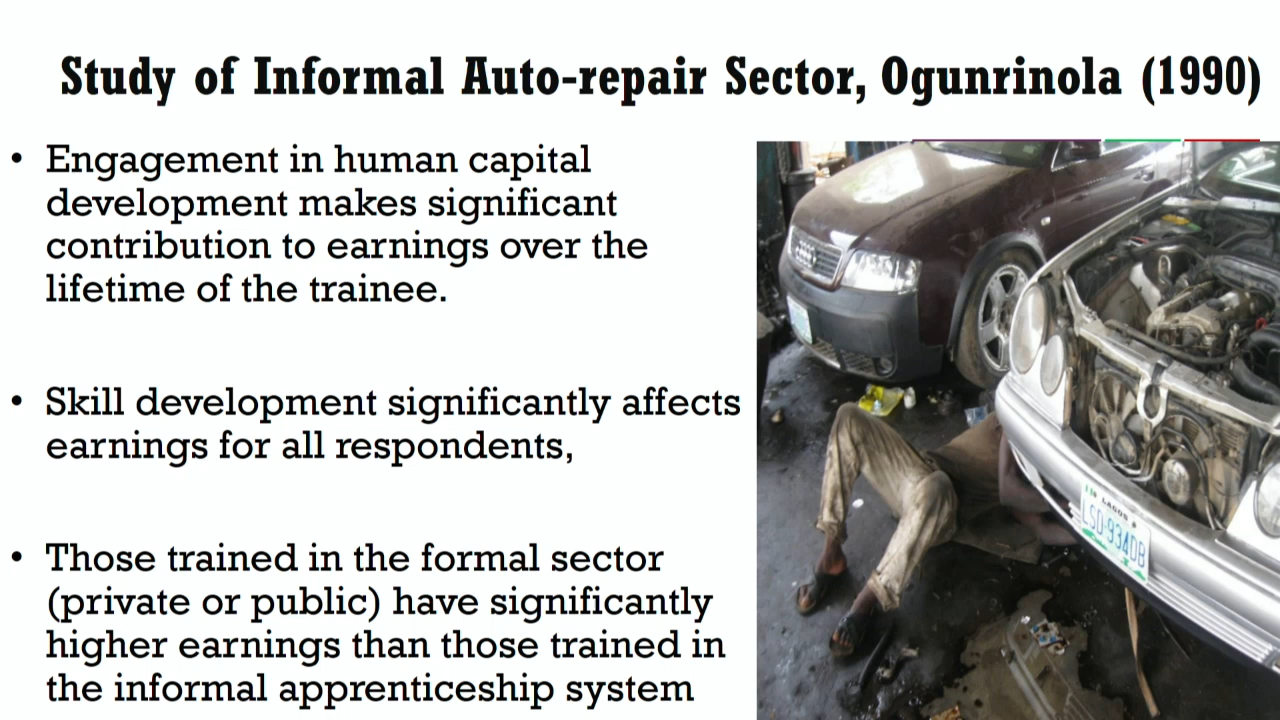 Study of Informal Auto-repair Sector, Ogunrinola (1990)
• Engagement in human capital
development makes significant
contribution to earnings over the
lifetime of the trainee.
• Skill development significantly affects
earnings for all respondents,
• Those trained in the formal sector
(private or public) have significantly
higher earnings than those trained in
the informal apprenticeship system
LAGOS
LSD-934DB